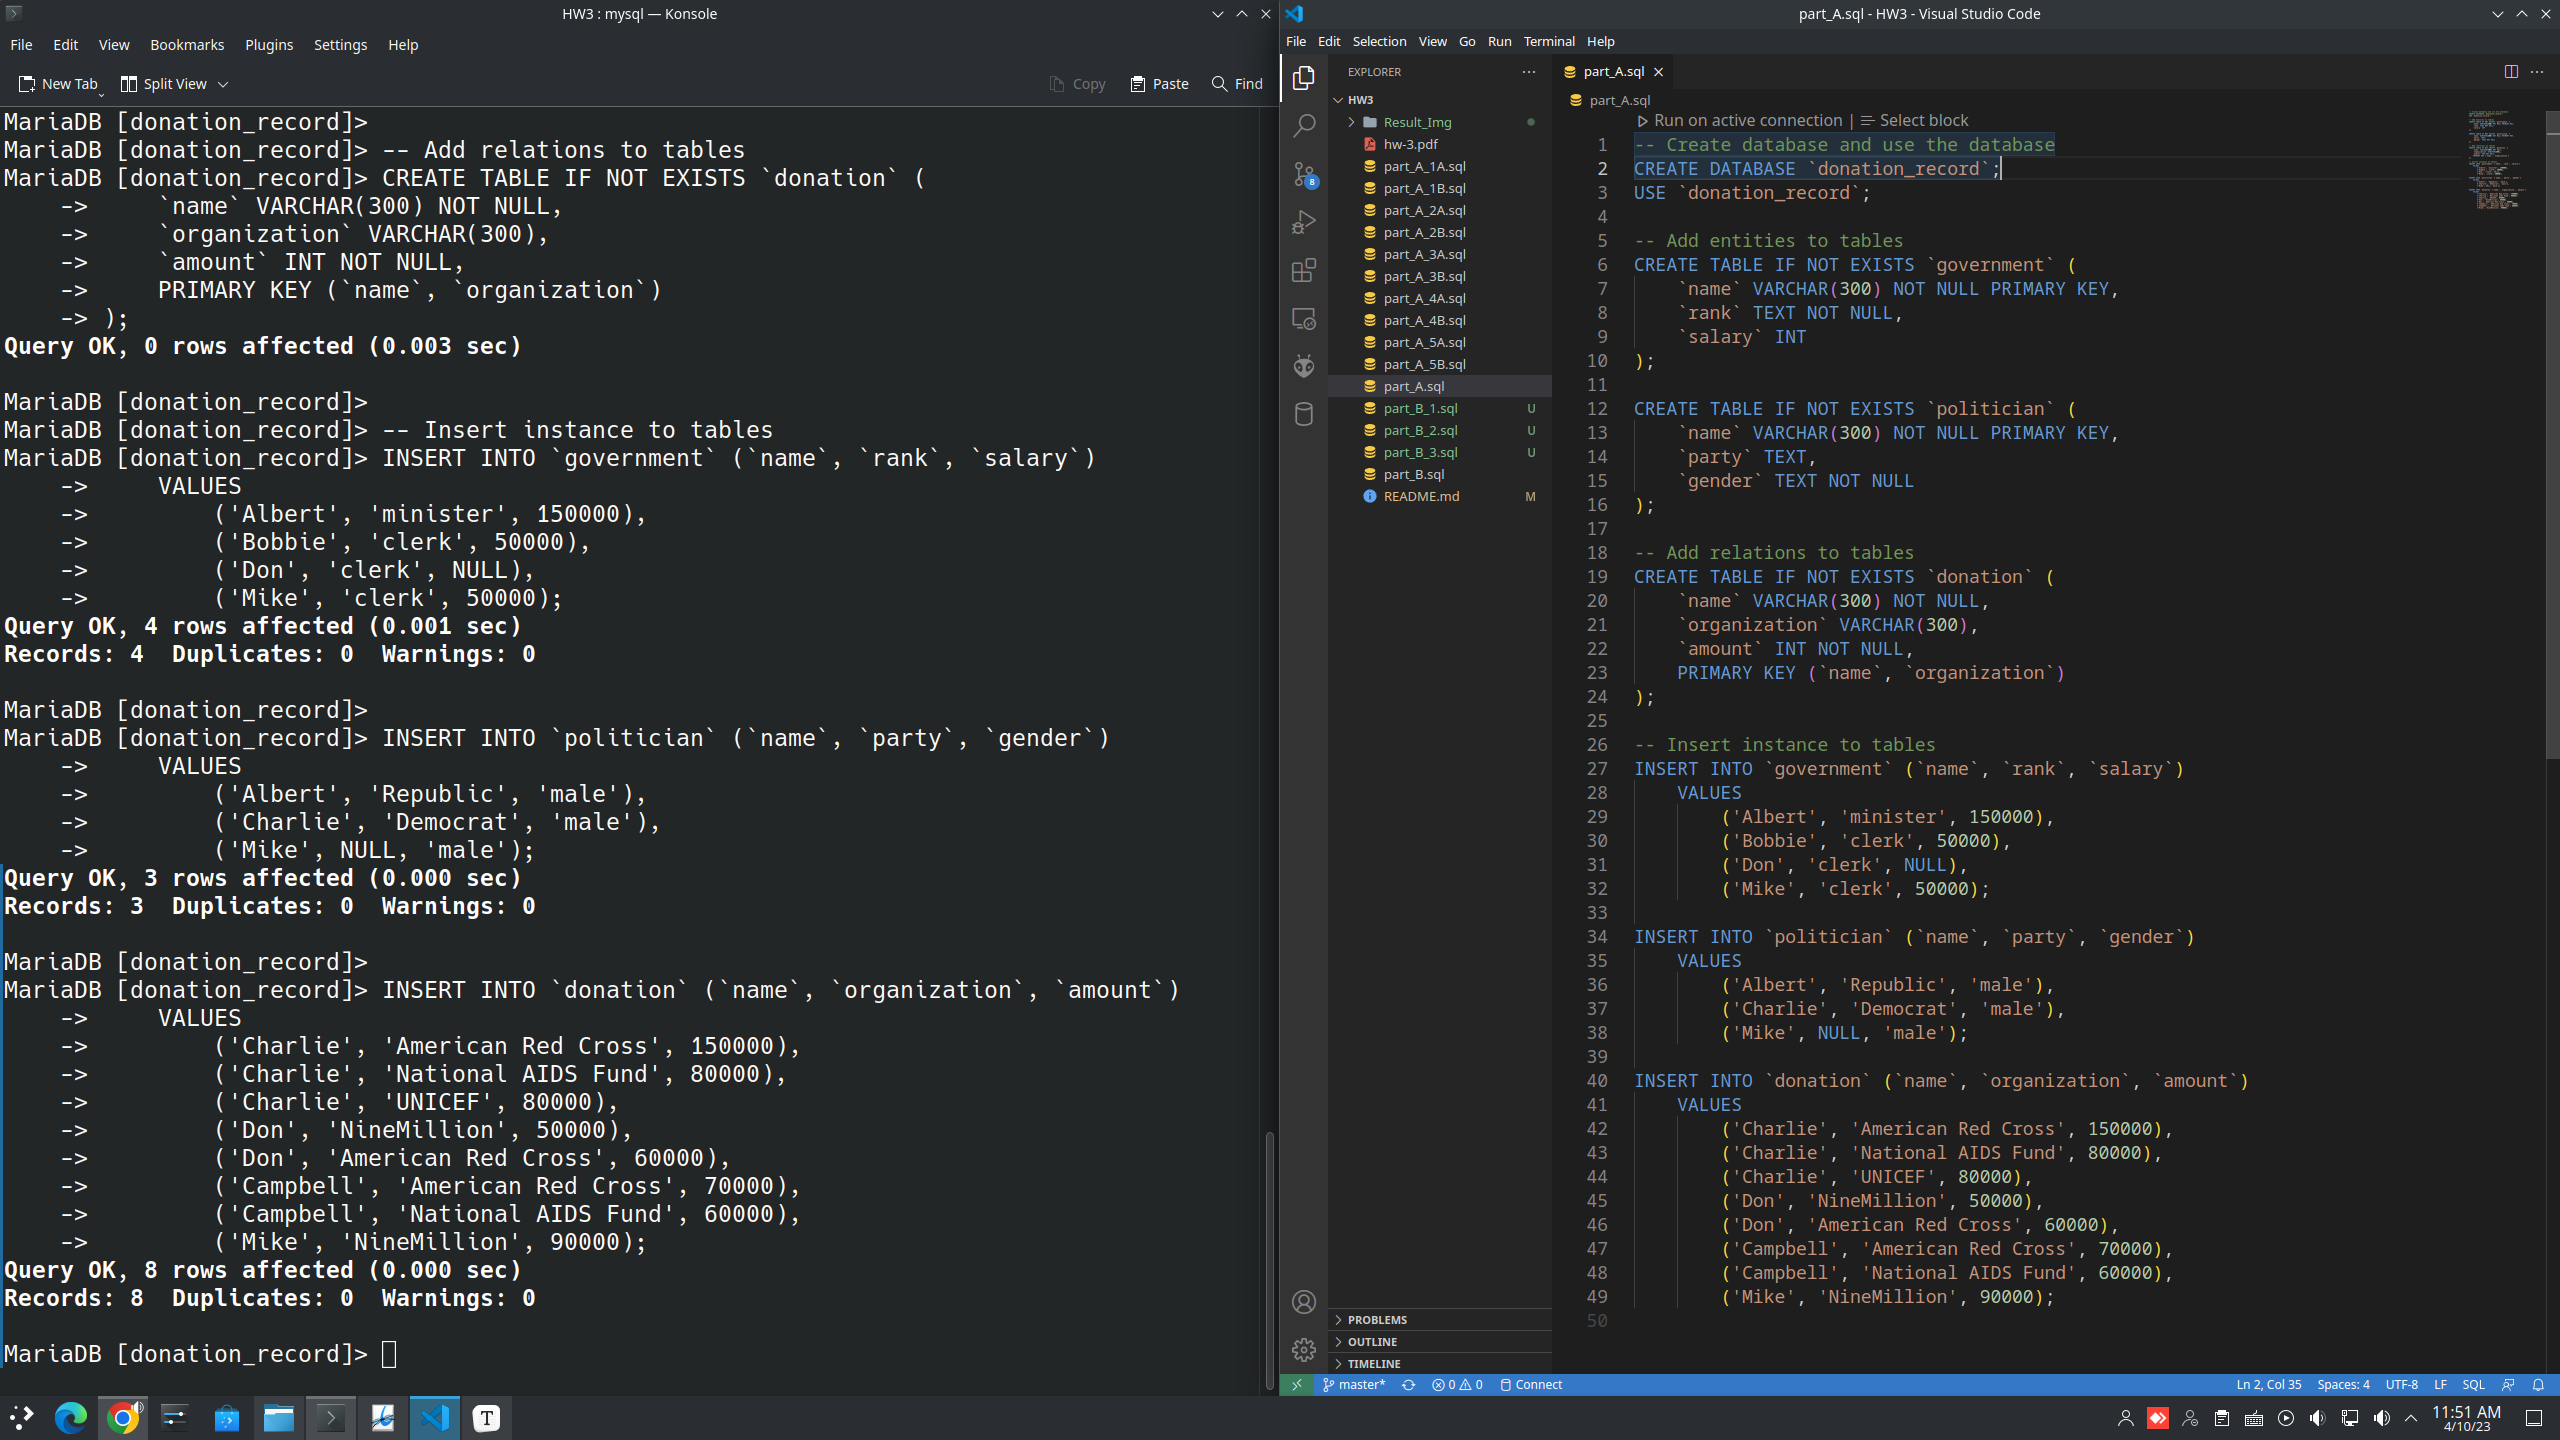 HW3 : mysql — Konsole
File Edit View Bookmarks Plugins Settings Help
New Tab Split View Copy Paste Find
MariaDB [donation_record]>
MariaDB [donation_record]> -- Add relations to tables
MariaDB [donation_record]> CREATE TABLE IF NOT EXISTS `donation` (
    ->     `name` VARCHAR(300) NOT NULL,
    ->     `organization` VARCHAR(300),
    ->     `amount` INT NOT NULL,
    ->     PRIMARY KEY (`name`, `organization`)
    -> );
Query OK, 0 rows affected (0.003 sec)
MariaDB [donation_record]>
MariaDB [donation_record]> -- Insert instance to tables
MariaDB [donation_record]> INSERT INTO `government` (`name`, `rank`, `salary`)
    ->     VALUES
    ->         ('Albert', 'minister', 150000),
    ->         ('Bobbie', 'clerk', 50000),
    ->         ('Don', 'clerk', NULL),
    ->         ('Mike', 'clerk', 50000);
Query OK, 4 rows affected (0.001 sec)
Records: 4  Duplicates: 0  Warnings: 0
MariaDB [donation_record]>
MariaDB [donation_record]> INSERT INTO `politician` (`name`, `party`, `gender`)
    ->     VALUES
    ->         ('Albert', 'Republic', 'male'),
    ->         ('Charlie', 'Democrat', 'male'),
    ->         ('Mike', NULL, 'male');
Query OK, 3 rows affected (0.000 sec)
Records: 3  Duplicates: 0  Warnings: 0
MariaDB [donation_record]>
MariaDB [donation_record]> INSERT INTO `donation` (`name`, `organization`, `amount`)
    ->     VALUES
    ->         ('Charlie', 'American Red Cross', 150000),
    ->         ('Charlie', 'National AIDS Fund', 80000),
    ->         ('Charlie', 'UNICEF', 80000),
    ->         ('Don', 'NineMillion', 50000),
    ->         ('Don', 'American Red Cross', 60000),
    ->         ('Campbell', 'American Red Cross', 70000),
    ->         ('Campbell', 'National AIDS Fund', 60000),
    ->         ('Mike', 'NineMillion', 90000);
Query OK, 8 rows affected (0.000 sec)
Records: 8  Duplicates: 0  Warnings: 0
MariaDB [donation_record]>
part_A.sql - HW3 - Visual Studio Code
File Edit Selection View Go Run Terminal Help
8
EXPLORER
HW3
Result_Img
hw-3.pdf
part_A_1A.sql
part_A_1B.sql
part_A_2A.sql
part_A_2B.sql
part_A_3A.sql
part_A_3B.sql
part_A_4A.sql
part_A_4B.sql
part_A_5A.sql
part_A_5B.sql
part_A.sql
part_B_1.sql U
part_B_2.sql U
part_B_3.sql U
part_B.sql
README.md M
PROBLEMS
OUTLINE
TIMELINE
part_A.sql
part_A.sql
Run on active connection | Select block
1 -- Create database and use the database
2 CREATE DATABASE `donation_record`;
3 USE `donation_record`;
4
5 -- Add entities to tables
6 CREATE TABLE IF NOT EXISTS `government` (
7     `name` VARCHAR(300) NOT NULL PRIMARY KEY,
8     `rank` TEXT NOT NULL,
9     `salary` INT
10 );
11
12 CREATE TABLE IF NOT EXISTS `politician` (
13     `name` VARCHAR(300) NOT NULL PRIMARY KEY,
14     `party` TEXT,
15     `gender` TEXT NOT NULL
16 );
17
18 -- Add relations to tables
19 CREATE TABLE IF NOT EXISTS `donation` (
20     `name` VARCHAR(300) NOT NULL,
21     `organization` VARCHAR(300),
22     `amount` INT NOT NULL,
23     PRIMARY KEY (`name`, `organization`)
24 );
25
26 -- Insert instance to tables
27 INSERT INTO `government` (`name`, `rank`, `salary`)
28     VALUES
29         ('Albert', 'minister', 150000),
30         ('Bobbie', 'clerk', 50000),
31         ('Don', 'clerk', NULL),
32         ('Mike', 'clerk', 50000);
33
34 INSERT INTO `politician` (`name`, `party`, `gender`)
35     VALUES
36         ('Albert', 'Republic', 'male'),
37         ('Charlie', 'Democrat', 'male'),
38         ('Mike', NULL, 'male');
39
40 INSERT INTO `donation` (`name`, `organization`, `amount`)
41     VALUES
42         ('Charlie', 'American Red Cross', 150000),
43         ('Charlie', 'National AIDS Fund', 80000),
44         ('Charlie', 'UNICEF', 80000),
45         ('Don', 'NineMillion', 50000),
46         ('Don', 'American Red Cross', 60000),
47         ('Campbell', 'American Red Cross', 70000),
48         ('Campbell', 'National AIDS Fund', 60000),
49         ('Mike', 'NineMillion', 90000);
50
master* 0 0 Connect Ln 2, Col 35 Spaces: 4 UTF-8 LF SQL
T
11:51 AM
4/10/23